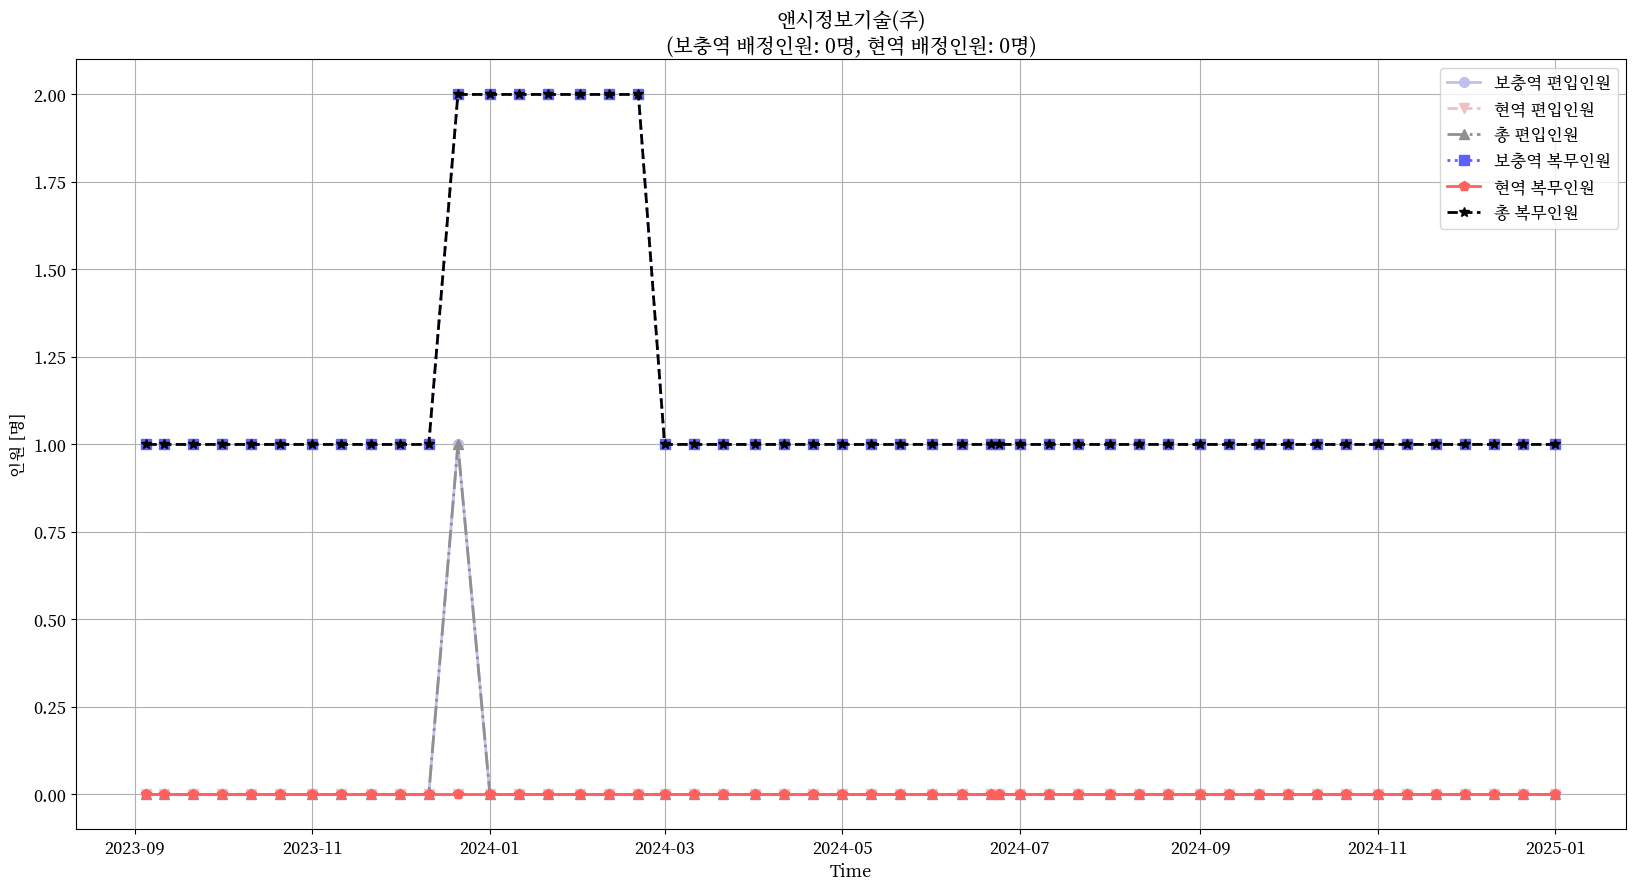 앤시정보기술(주)
(보충역 배정인원: 0명, 현역 배정인원: 0명)
보충역 편입인원
현역 편입인원
총 편입인원
보충역 복무인원
현역 복무인원
총 복무인원
인원 [명]
2.00
1.75
1.50
1.25
1.00
0.75
0.50
0.25
0.00
2023-09 2023-11 2024-01 2024-03 2024-05 2024-07 2024-09 2024-11 2025-01
Time